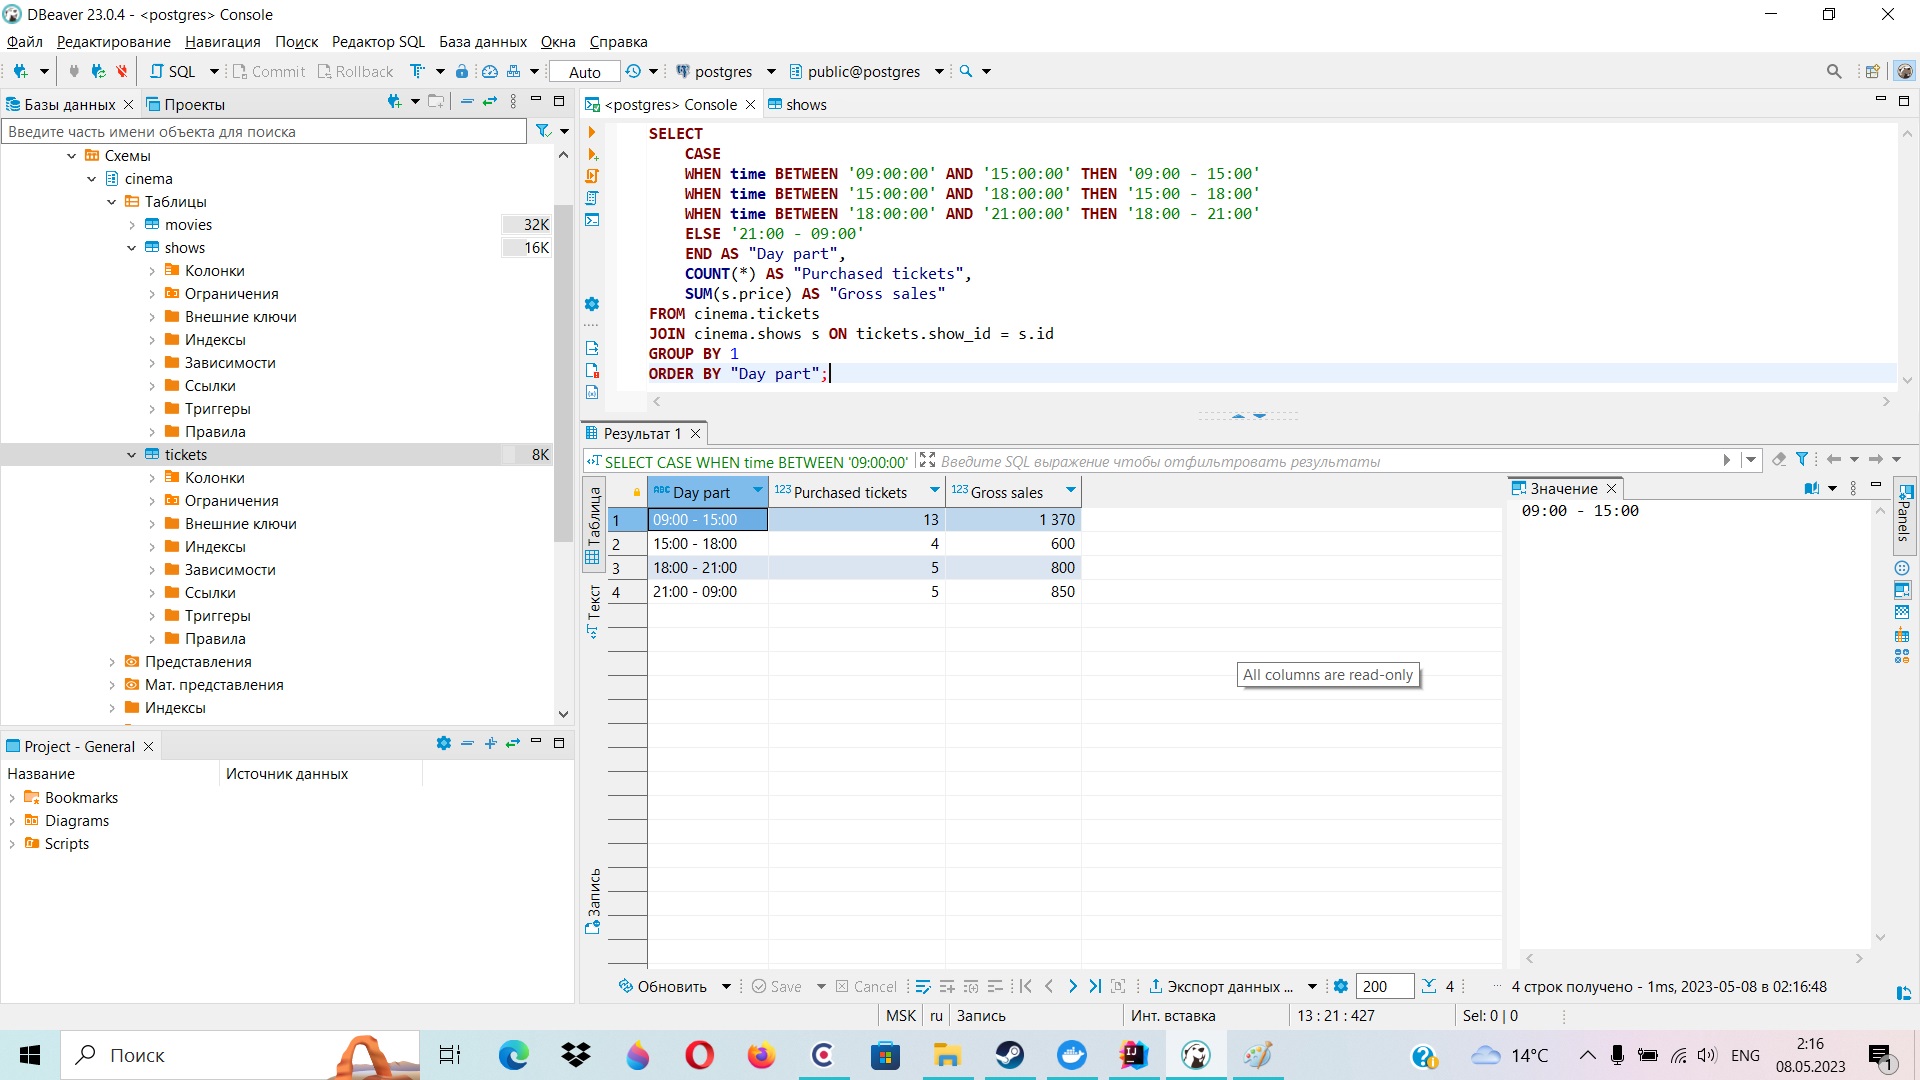 DBeaver 23.0.4 - <postgres> Console
Файл Редактирование Навигация Поиск Редактор SQL База данных Окна Справка
SQL Commit Rollback Auto postgres public@postgres
Базы данных Проекты
Введите часть имени объекта для поиска
Схемы
cinema
Таблицы
movies 32K
shows 16K
Колонки
Ограничения
Внешние ключи
Индексы
Зависимости
Ссылки
Триггеры
Правила
tickets 8K
Колонки
Ограничения
Внешние ключи
Индексы
Зависимости
Ссылки
Триггеры
Правила
Представления
Мат. представления
Индексы
Project - General
Название Источник данных
Bookmarks
Diagrams
Scripts
<postgres> Console shows
SELECT
CASE
WHEN time BETWEEN '09:00:00' AND '15:00:00' THEN '09:00 - 15:00'
WHEN time BETWEEN '15:00:00' AND '18:00:00' THEN '15:00 - 18:00'
WHEN time BETWEEN '18:00:00' AND '21:00:00' THEN '18:00 - 21:00'
ELSE '21:00 - 09:00'
END AS "Day part",
COUNT(*) AS "Purchased tickets",
SUM(s.price) AS "Gross sales"
FROM cinema.tickets
JOIN cinema.shows s ON tickets.show_id = s.id
GROUP BY 1
ORDER BY "Day part";
Результат 1
SELECT CASE WHEN time BETWEEN '09:00:00' Введите SQL выражение чтобы отфильтровать результаты
Таблица
Текст
Запись
ABC Day part 123 Purchased tickets 123 Gross sales
1 09:00 - 15:00 13 1 370
2 15:00 - 18:00 4 600
3 18:00 - 21:00 5 800
4 21:00 - 09:00 5 850
All columns are read-only
Значение
09:00 - 15:00
Panels
Обновить Save Cancel Экспорт данных ... 200 4 4 строк получено - 1ms, 2023-05-08 в 02:16:48
MSK ru Запись Инт. вставка 13 : 21 : 427 Sel: 0 | 0
Поиск 14°C ENG 2:16
08.05.2023
1